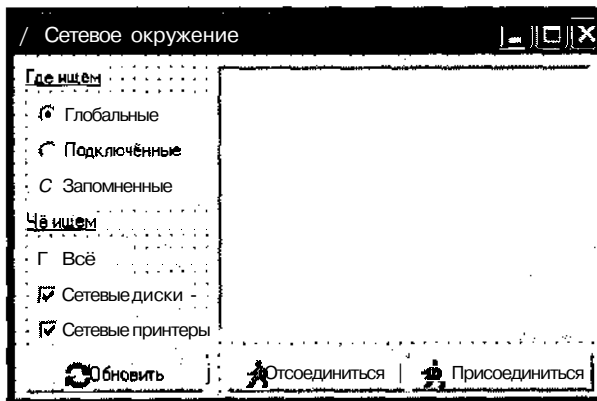 Сетевое окружение
Где ищем
Глобальные
Подключённые
Запомненные
Чё ищем
Всё
Сетевые диски
Сетевые принтеры
Обновить
Отсоединиться
Присоединиться